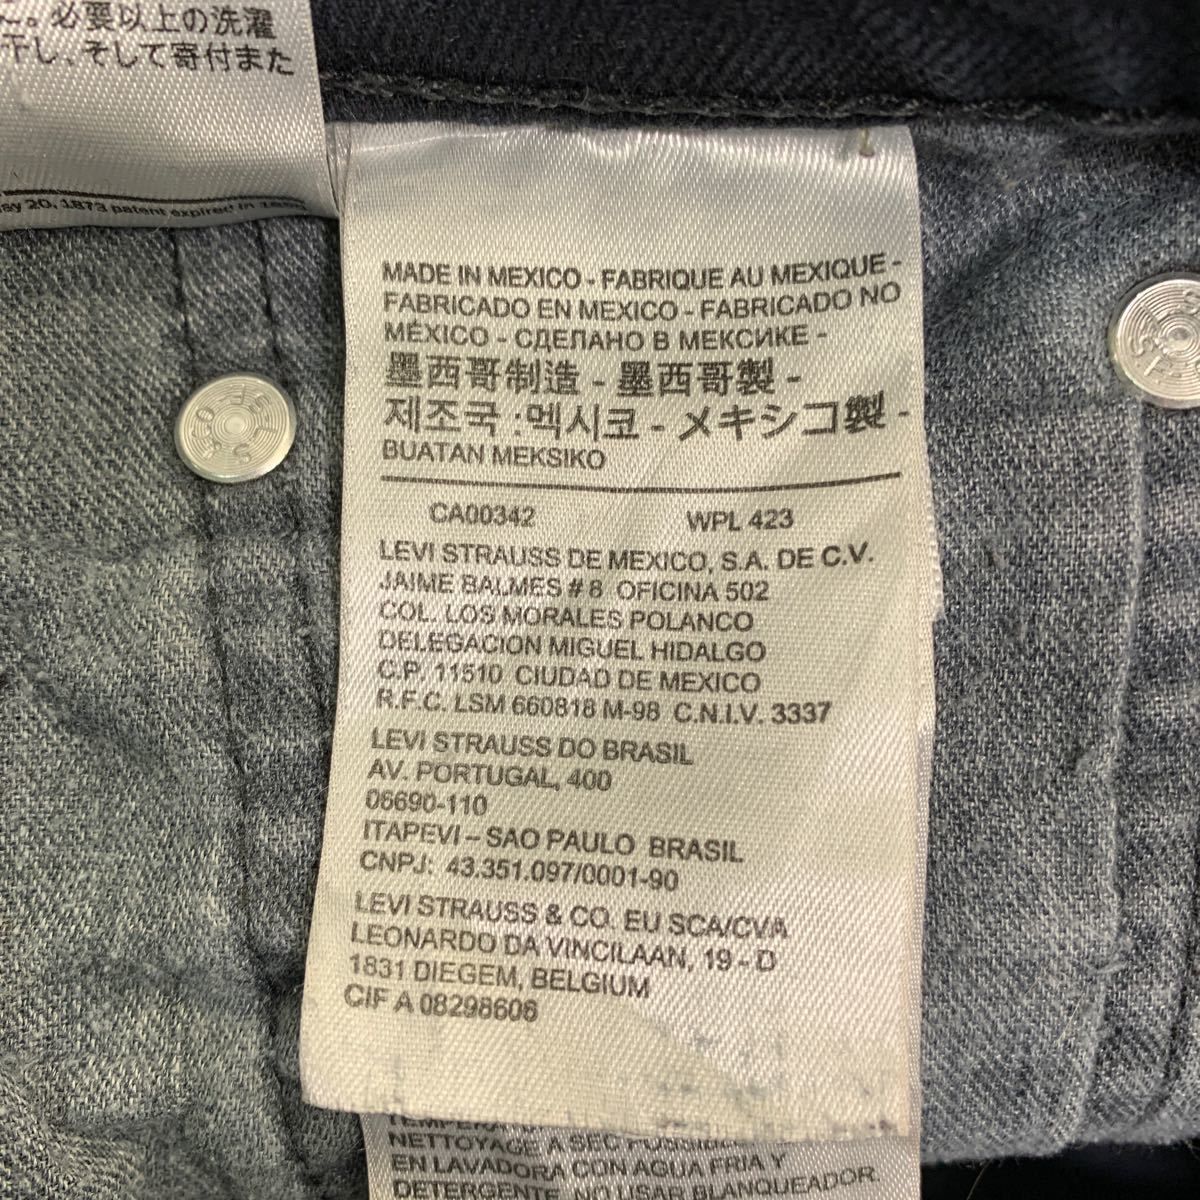 必要以上の洗濯
干し、そして寄付また
20, 1873 patent expired in
MADE IN MEXICO - FABRIQUE AU MEXIQUE -
FABRICADO EN MEXICO - FABRICADO NO
MÉXICO - СДЕЛАНО В МЕКСИКЕ -
墨西哥制造 - 墨西哥製 -
제조국 :멕시코 - メキシコ製 -
BUATAN MEKSIKO
CA00342 WPL 423
LEVI STRAUSS DE MEXICO, S.A. DE C.V.
JAIME BALMES # 8 OFICINA 502
COL. LOS MORALES POLANCO
DELEGACION MIGUEL HIDALGO
C.P. 11510 CIUDAD DE MEXICO
R.F.C. LSM 660818 M-98 C.N.I.V. 3337
LEVI STRAUSS DO BRASIL
AV. PORTUGAL, 400
06690-110
ITAPEVI – SAO PAULO BRASIL
CNPJ: 43.351.097/0001-90
LEVI STRAUSS & CO. EU SCA/CVA
LEONARDO DA VINCILAAN, 19 - D
1831 DIEGEM, BELGIUM
CIF A 08298606
NETTOYAGE A SEC POSSIBLE
EN LAVADORA CON AGUA FRIA Y
DETERGENTE. NO USAR BLANQUEADOR.